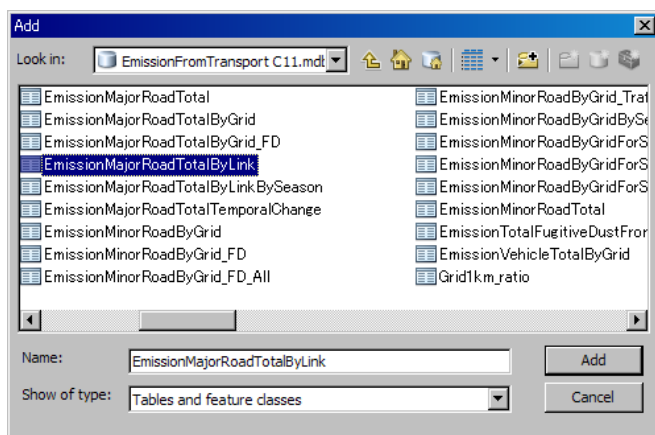 Add
Look in:
EmissionFromTransport C11.mdb
EmissionMajorRoadTotal
EmissionMajorRoadTotalByGrid
EmissionMajorRoadTotalByGrid_FD
EmissionMajorRoadTotalByLink
EmissionMajorRoadTotalByLinkBySeason
EmissionMajorRoadTotalTemporalChange
EmissionMinorRoadByGrid
EmissionMinorRoadByGrid_FD
EmissionMinorRoadByGrid_FD_All
EmissionMinorRoadByGrid_Traf
EmissionMinorRoadByGridBySe
EmissionMinorRoadByGridForS
EmissionMinorRoadByGridForS
EmissionMinorRoadByGridForS
EmissionMinorRoadTotal
EmissionTotalFugitiveDustFror
EmissionVehicleTotalByGrid
Grid1km_ratio
Name:
EmissionMajorRoadTotalByLink
Add
Show of type:
Tables and feature classes
Cancel